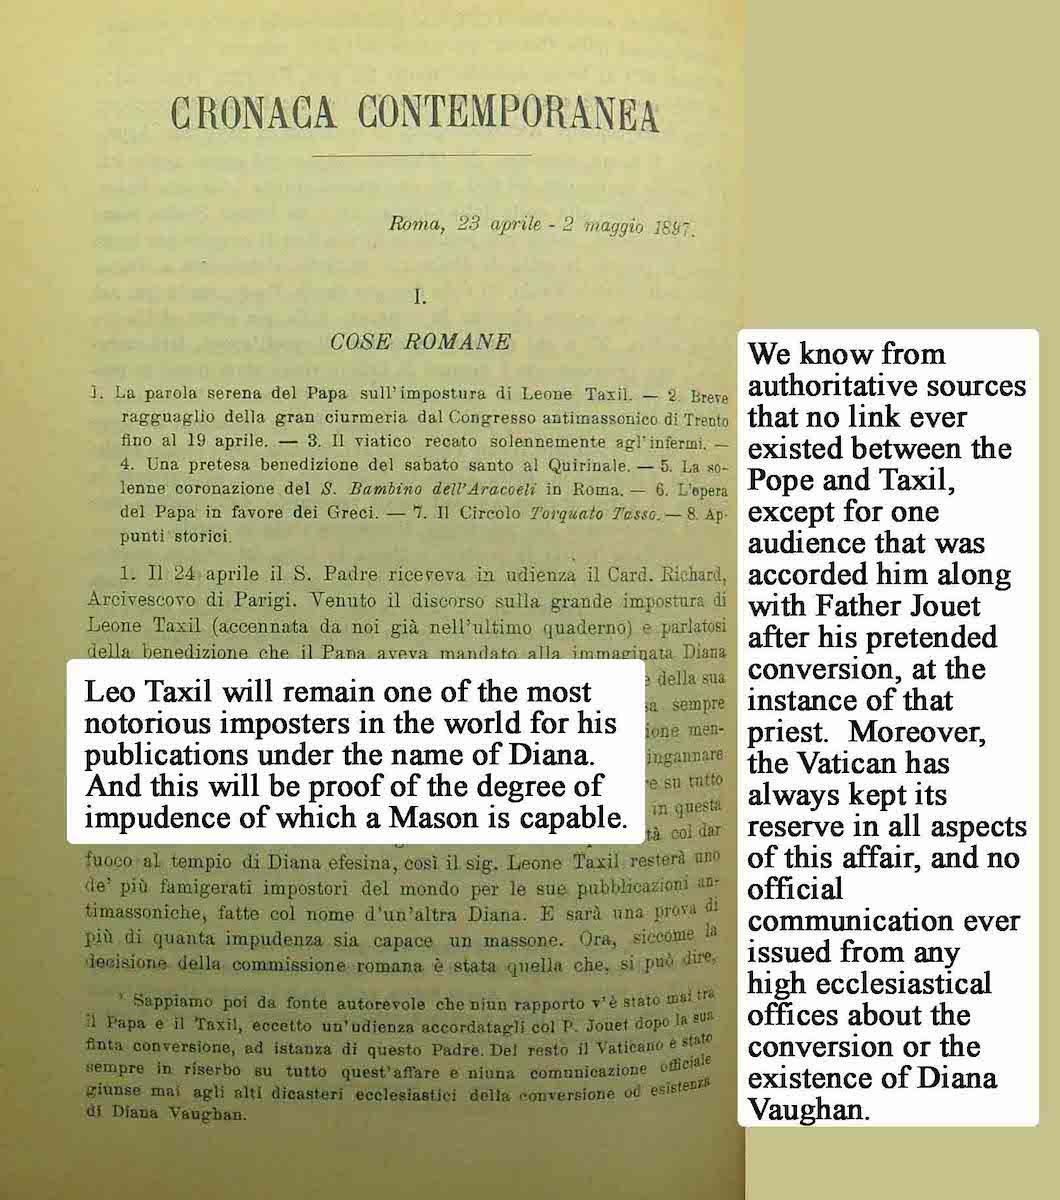 CRONACA CONTEMPORANEA
Roma, 23 aprile - 2 maggio 1897.
I.
COSE ROMANE
1. La parola serena del Papa sull'impostura di Leone Taxil. — 2. Breve
ragguaglio della gran ciurmeria dal Congresso antimassonico di Trento
fino al 19 aprile. — 3. Il viatico recato solennemente agl'infermi. —
4. Una pretesa benedizione del sabato santo al Quirinale. — 5. La so-
lenne coronazione del S. Bambino dell'Aracoeli in Roma. — 6. L'opera
del Papa in favore dei Greci. — 7. Il Circolo Torquato Tasso. — 8. Ap-
punti storici.
1. Il 24 aprile il S. Padre riceveva in udienza il Card. Richard,
Arcivescovo di Parigi. Venuto il discorso sulla grande impostura di
Leone Taxil (accennata da noi già nell'ultimo quaderno) e parlatosi
della benedizione che il Papa aveva mandato alla immaginata Diana
della sua
sempre
ione men-
ingannare
su tutto
in questa
tà col dar
fuoco al tempio di Diana efesina, così il sig. Leone Taxil resterà uno
de' più famigerati impostori del mondo per le sue pubblicazioni an-
timassoniche, fatte col nome d'un'altra Diana. E sarà una prova di
più di quanta impudenza sia capace un massone. Ora, siccome la
decisione della commissione romana è stata quella che, si può dire,
¹ Sappiamo poi da fonte autorevole che niun rapporto v'è stato mai tra
il Papa e il Taxil, eccetto un'udienza accordatagli col P. Jouet dopo la sua
finta conversione, ad istanza di questo Padre. Del resto il Vaticano è stato
sempre in riserbo su tutto quest'affare e niuna comunicazione officiale
giunse mai agli alti dicasteri ecclesiastici della conversione od esistenza
di Diana Vaughan.
Leo Taxil will remain one of the most
notorious imposters in the world for his
publications under the name of Diana.
And this will be proof of the degree of
impudence of which a Mason is capable.
We know from
authoritative sources
that no link ever
existed between the
Pope and Taxil,
except for one
audience that was
accorded him along
with Father Jouet
after his pretended
conversion, at the
instance of that
priest. Moreover,
the Vatican has
always kept its
reserve in all aspects
of this affair, and no
official
communication ever
issued from any
high ecclesiastical
offices about the
conversion or the
existence of Diana
Vaughan.